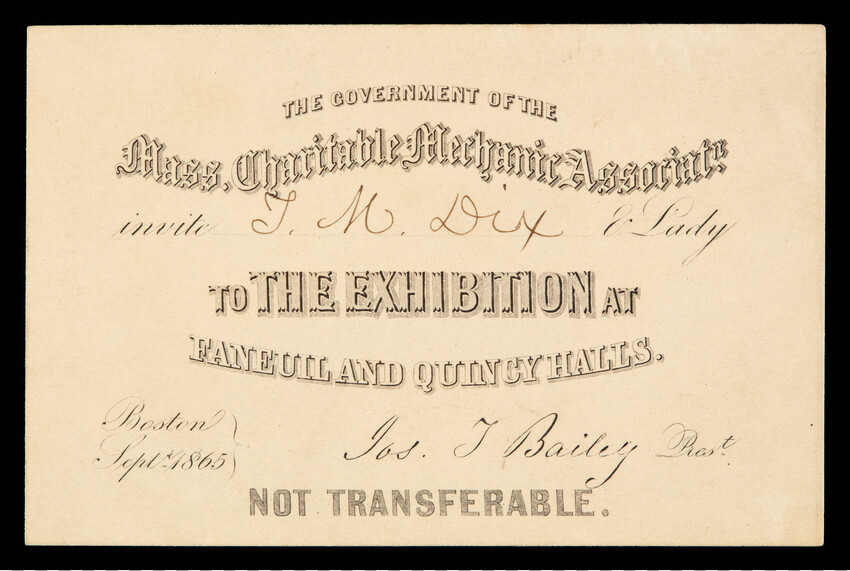 THE GOVERNMENT OF THE
Mass. Charitable Mechanic Associatn.
invite T. M. Dix & Lady
TO THE EXHIBITION AT
FANEUIL AND QUINCY HALLS.
Boston
Septr. 1865
Jos. T Bailey Prest.
NOT TRANSFERABLE.